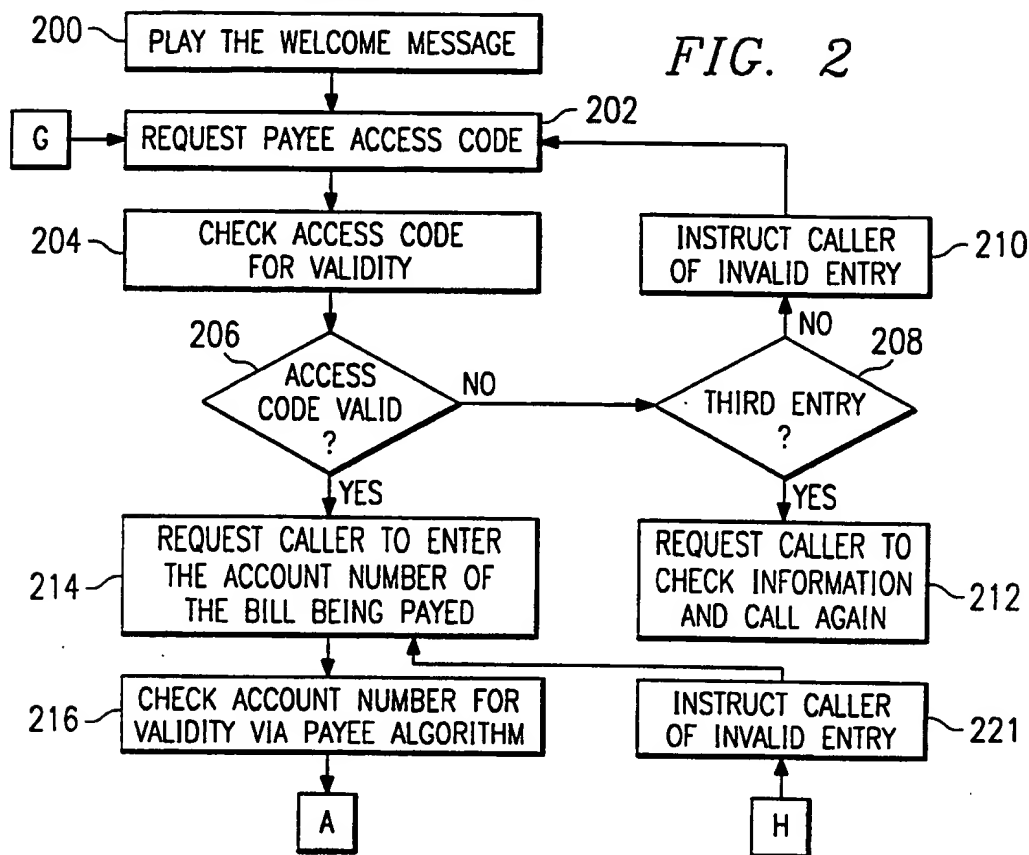 200
PLAY THE WELCOME MESSAGE
FIG. 2
G
REQUEST PAYEE ACCESS CODE
202
204
CHECK ACCESS CODE
FOR VALIDITY
INSTRUCT CALLER
OF INVALID ENTRY
210
206
ACCESS
CODE VALID
?
NO
NO
208
THIRD ENTRY
?
YES
YES
214
REQUEST CALLER TO ENTER
THE ACCOUNT NUMBER OF
THE BILL BEING PAYED
REQUEST CALLER TO
CHECK INFORMATION
AND CALL AGAIN
212
216
CHECK ACCOUNT NUMBER FOR
VALIDITY VIA PAYEE ALGORITHM
INSTRUCT CALLER
OF INVALID ENTRY
221
A
H